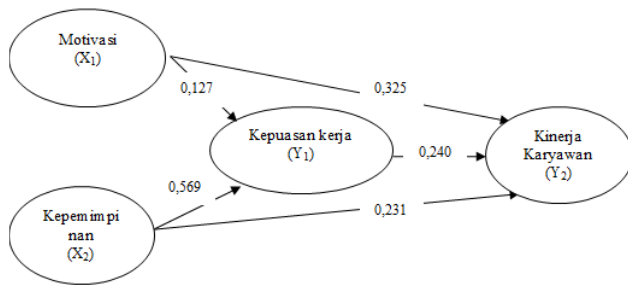 Motivasi
(X₁)
0,127
0,325
Kepuasan kerja
(Y₁)
0,240
Kinerja
Karyawan
(Y₂)
0,569
0,231
Kepemimpi
nan
(X₂)